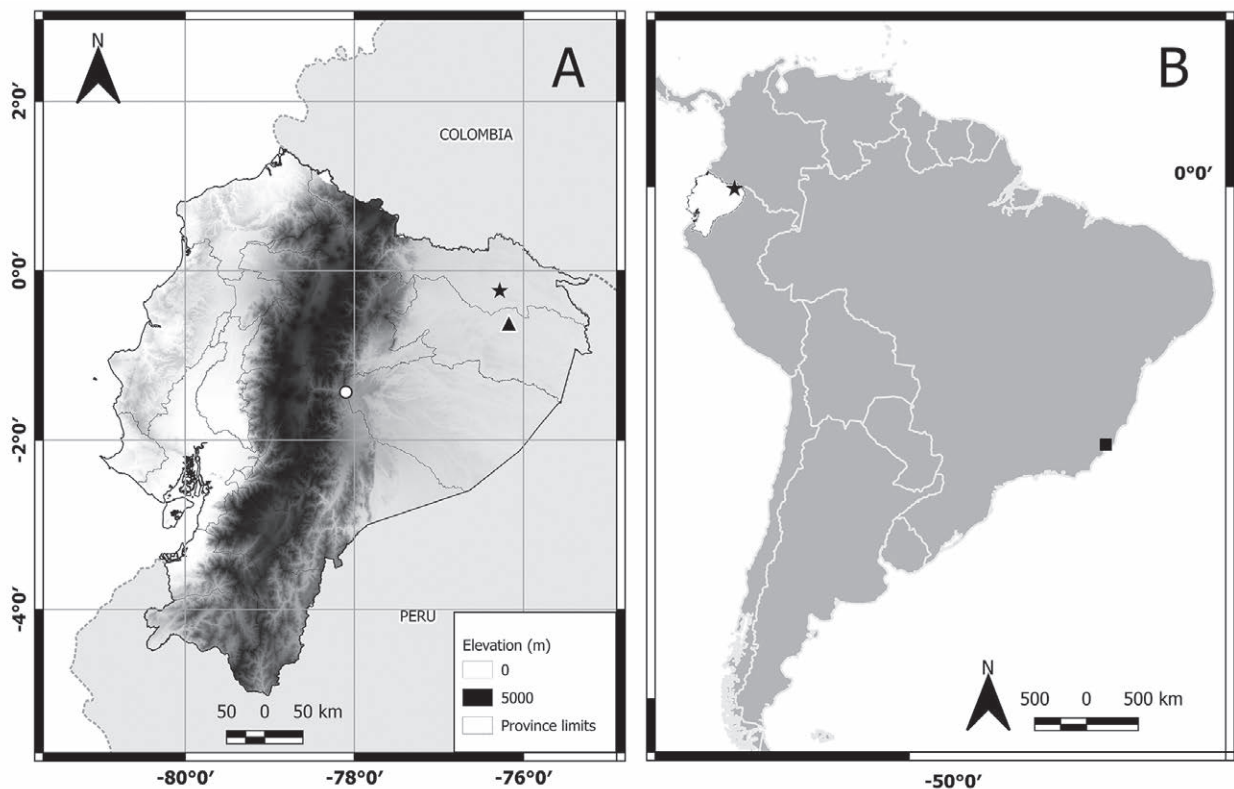 N
A
COLOMBIA
2°0′
0°0′
-2°0′
-4°0′
PERU
Elevation (m)
0
5000
Province limits
50 0 50 km
-80°0′
-78°0′
-76°0′
B
0°0′
N
500 0 500 km
-50°0′